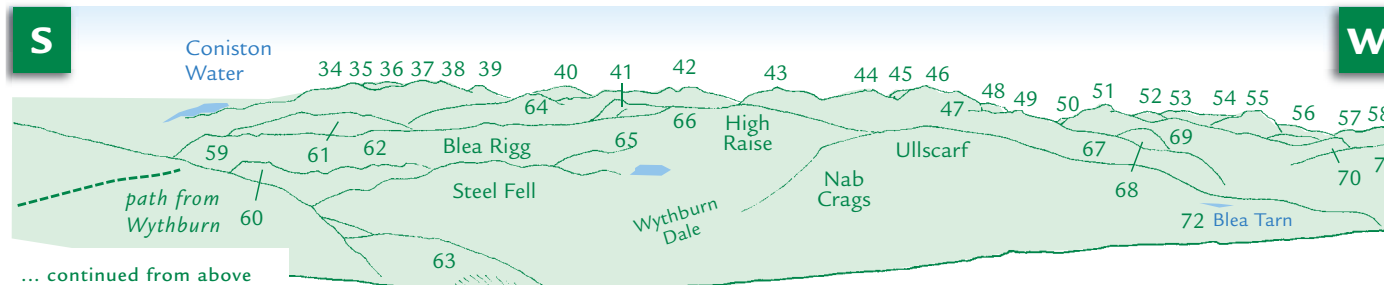 S
W
Coniston
Water
34 35 36 37 38 39 40 41 42 43 44 45 46 47 48 49 50 51 52 53 54 55 56 57 58
59 60 61 62 63 64 65 66 67 68 69 70 72
Blea Rigg
High
Raise
Ullscarf
Steel Fell
Nab
Crags
path from
Wythburn
Wythburn
Dale
Blea Tarn
... continued from above